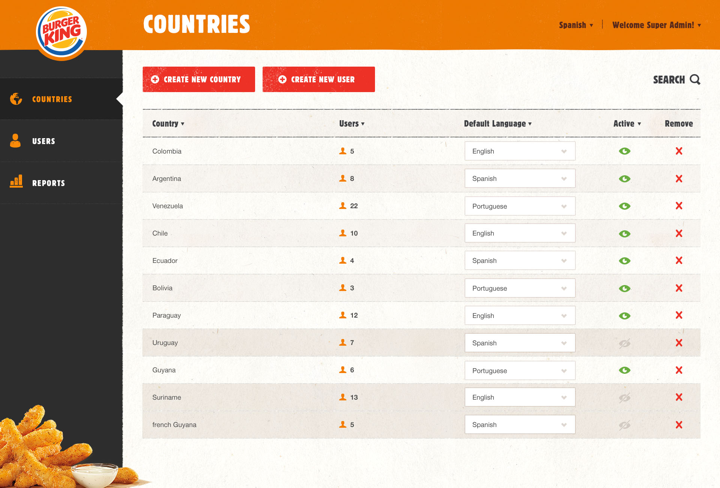 BURGER
KING
COUNTRIES
Spanish
Welcome Super Admin!
COUNTRIES
USERS
REPORTS
CREATE NEW COUNTRY
CREATE NEW USER
SEARCH
Country Users Default Language Active Remove
Colombia 5 English
Argentina 8 Spanish
Venezuela 22 Portuguese
Chile 10 English
Ecuador 4 Spanish
Bolivia 3 Portuguese
Paraguay 12 English
Uruguay 7 Spanish
Guyana 6 Portuguese
Suriname 13 English
french Guyana 5 Spanish